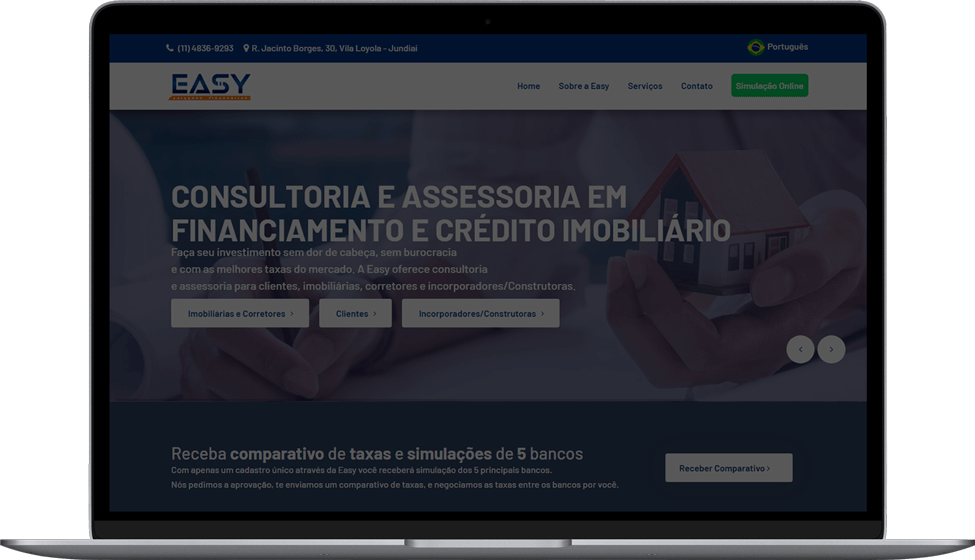 (11) 4836-9293 R. Jacinto Borges, 30, Vila Loyola - Jundiaí
Português
EASY
Home Sobre a Easy Serviços Contato Simulação Online
CONSULTORIA E ASSESSORIA EM
FINANCIAMENTO E CRÉDITO IMOBILIÁRIO
Faça seu investimento sem dor de cabeça, sem burocracia
e com as melhores taxas do mercado. A Easy oferece consultoria
e assessoria para clientes, imobiliárias, corretores e incorporadores/Construtoras.
Imobiliarias e Corretores › Clientes › Incorporadores/Construtoras ›
Receba comparativo de taxas e simulações de 5 bancos
Com apenas um cadastro único através da Easy você receberá simulação dos 5 principais bancos.
Nós pedimos a aprovação, te enviamos um comparativo de taxas, e negociamos as taxas entre os bancos por você.
Receber Comparativo ›